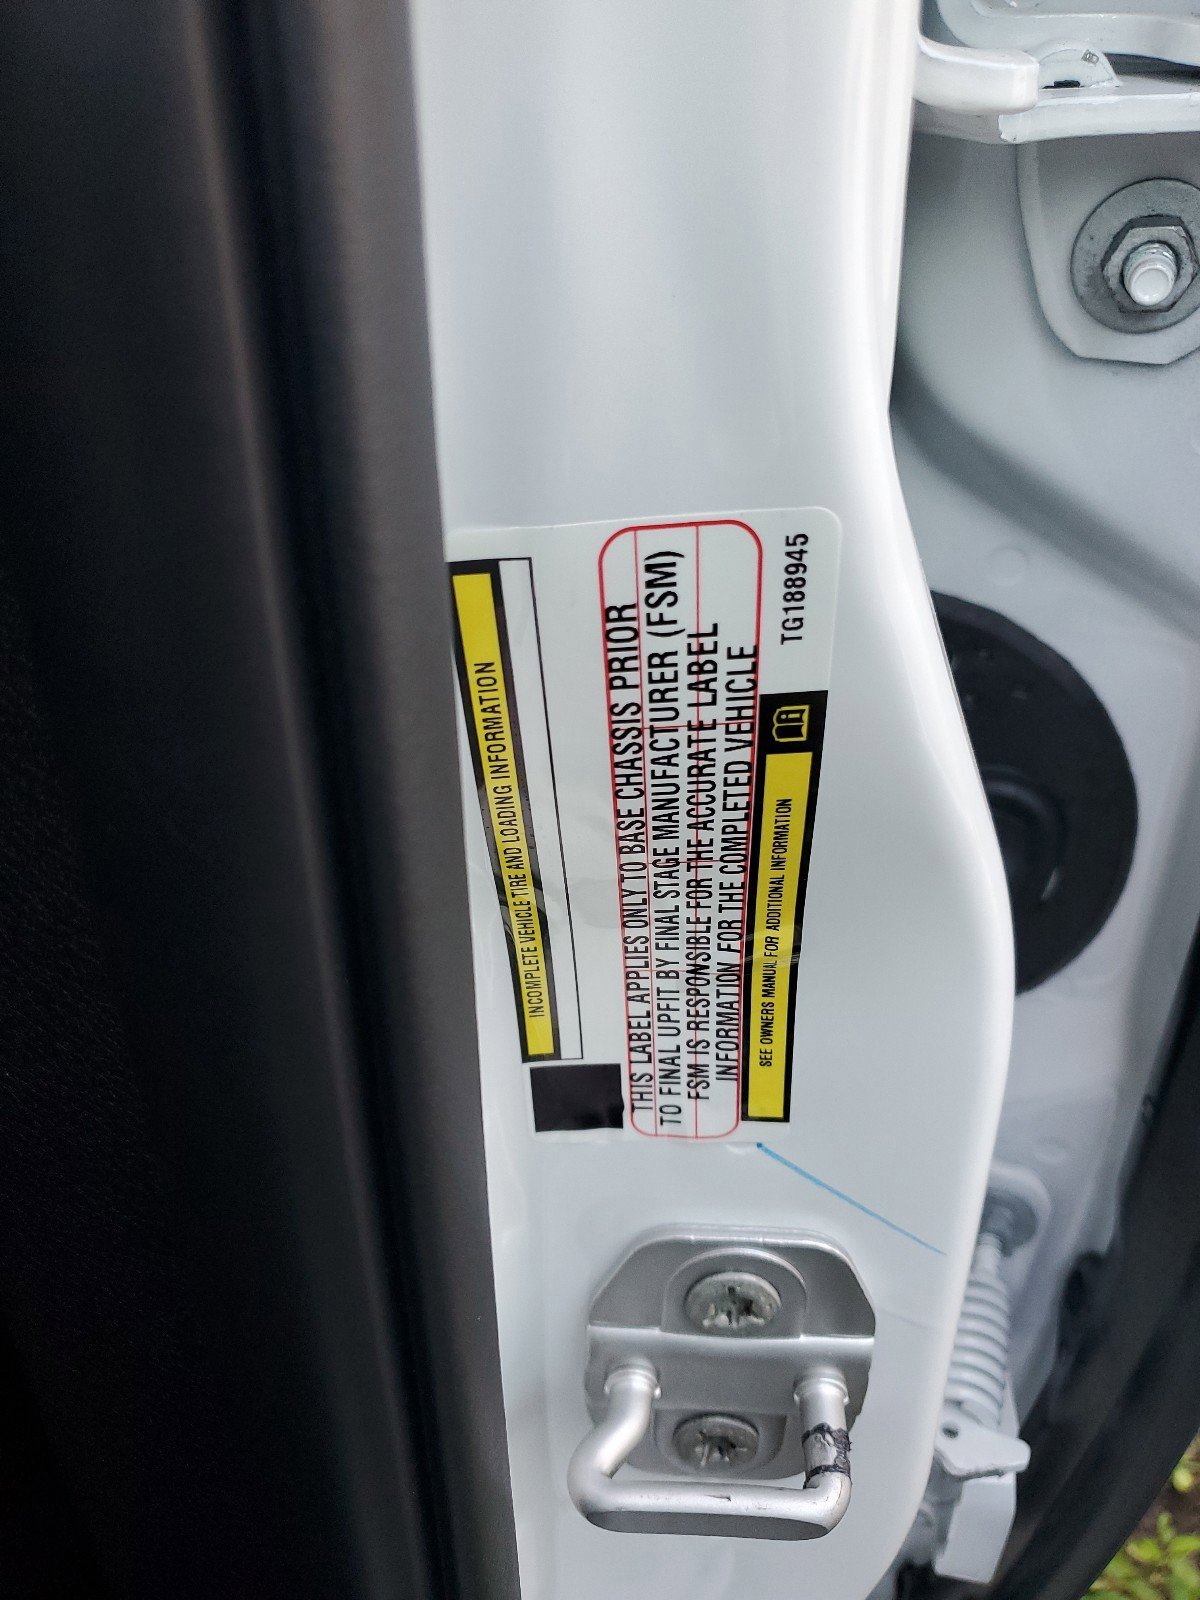 INCOMPLETE VEHICLE TIRE AND LOADING INFORMATION
THIS LABEL APPLIES ONLY TO BASE CHASSIS PRIOR
TO FINAL UPFIT BY FINAL STAGE MANUFACTURER (FSM)
FSM IS RESPONSIBLE FOR THE ACCURATE LABEL
INFORMATION FOR THE COMPLETED VEHICLE
SEE OWNERS MANUAL FOR ADDITIONAL INFORMATION
TG188945